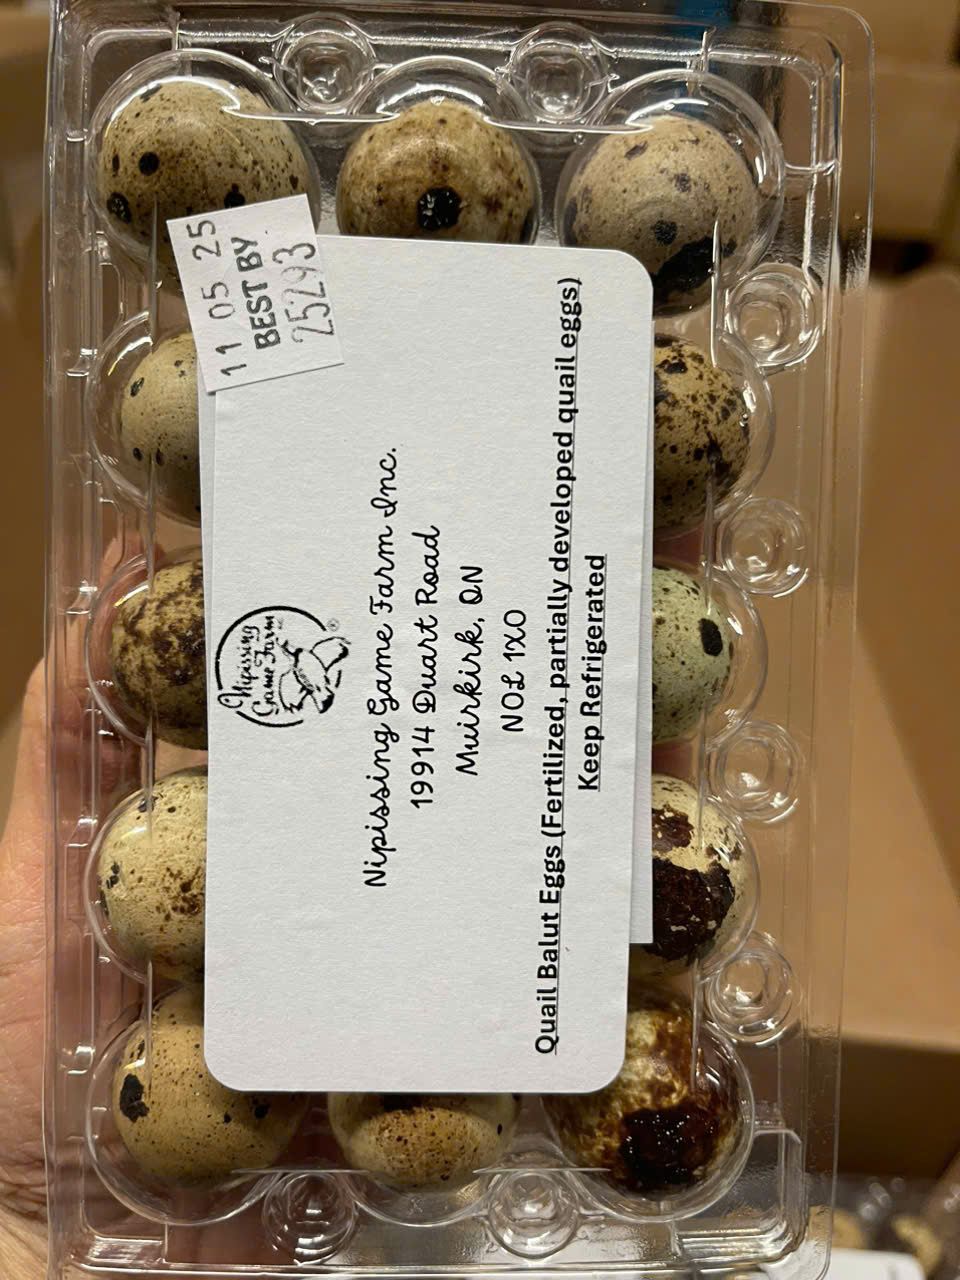 11 05 25
BEST BY
25293
Nipissing
Game Farm
®
Nipissing Game Farm Inc.
19914 Duart Road
Muirkirk, ON
NOL 1X0
Quail Balut Eggs (Fertilized, partially developed quail eggs)
Keep Refrigerated